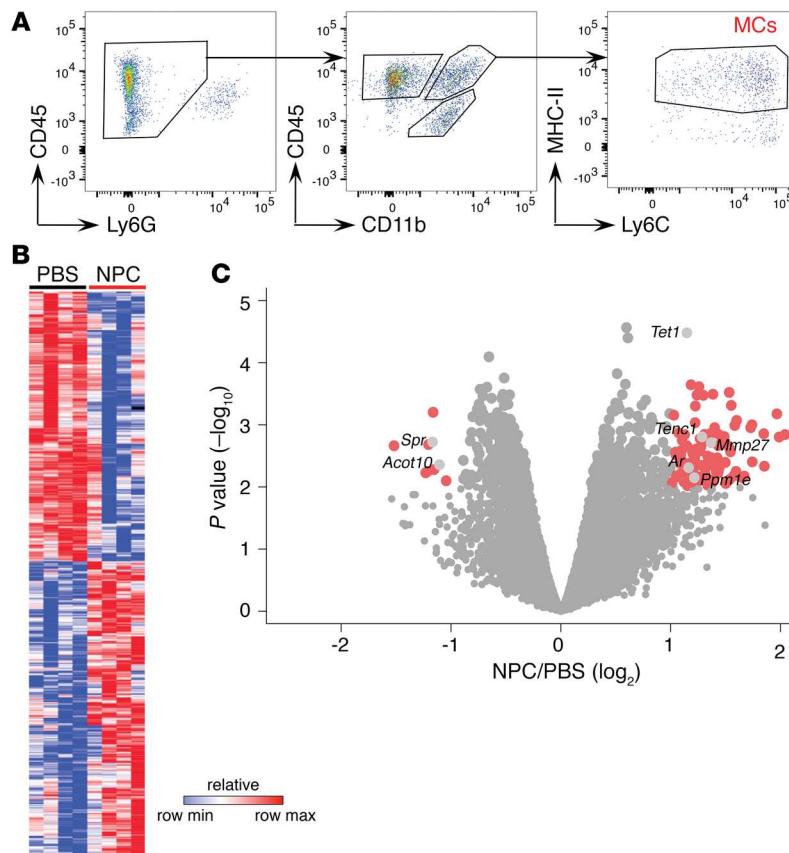 A
10⁵
10⁴
10³
0
-10³
CD45
0
10⁴
10⁵
Ly6G
10⁵
10⁴
10³
0
-10³
CD45
0
10⁴
10⁵
CD11b
MCs
10⁵
10⁴
10³
0
-10³
MHC-II
0
10³
10⁴
10⁵
Ly6C
B
PBS NPC
relative
row min row max
C
5
4
3
2
1
0
P value (–log₁₀)
Tet1
Tenc1
Mmp27
Ar
Ppm1e
Spr
Acot10
-2 -1 0 1 2
NPC/PBS (log₂)